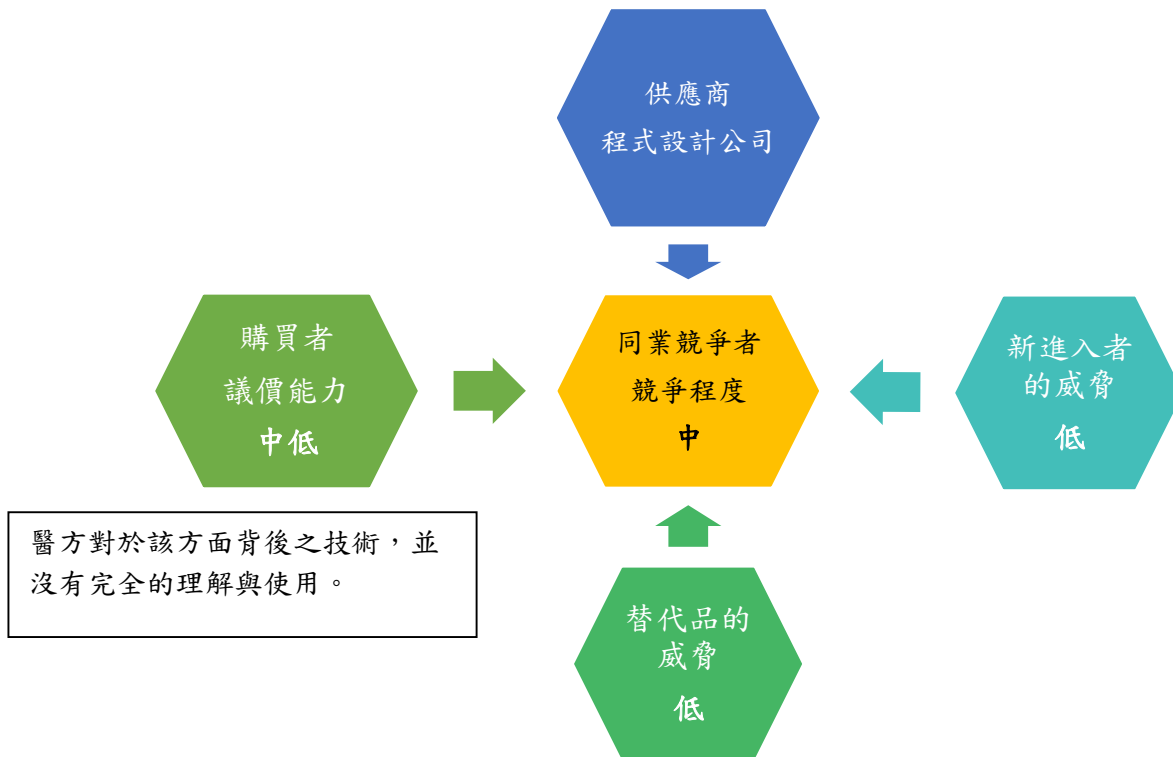 供應商
程式設計公司
購買者
議價能力
中低
同業競爭者
競爭程度
中
新進入者
的威脅
低
醫方對於該方面背後之技術，並
沒有完全的理解與使用。
替代品的
威脅
低